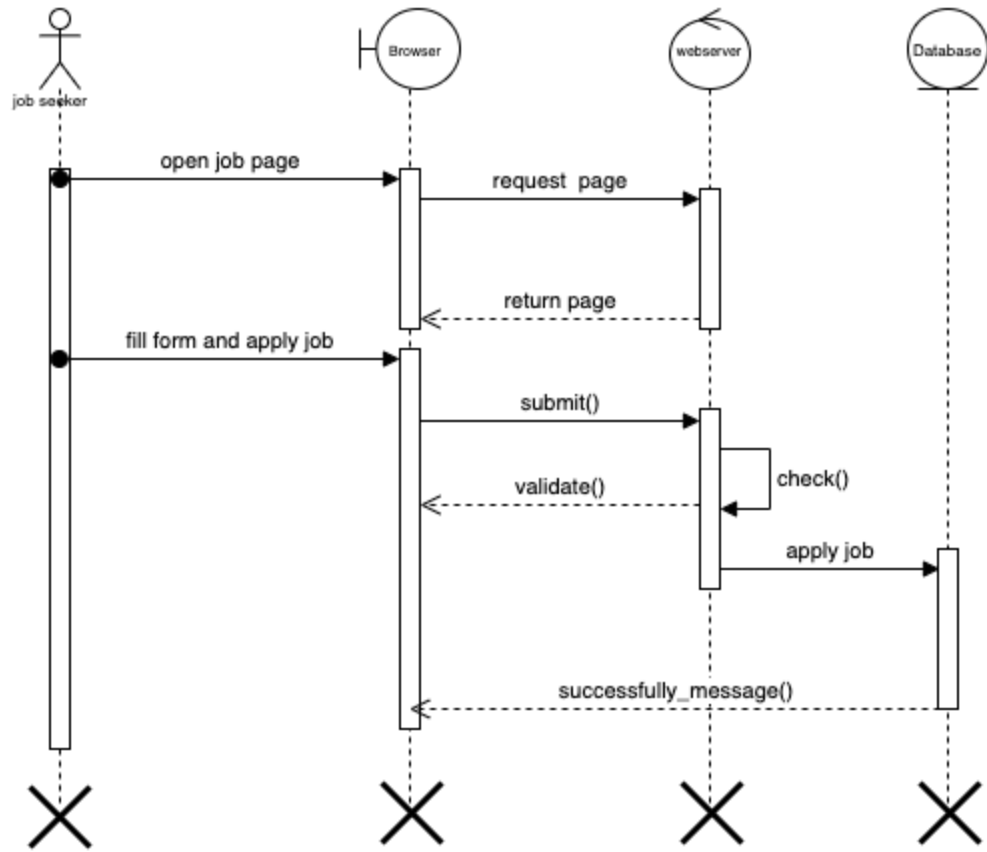 Browser
webserver
Database
job seeker
open job page
request  page
return page
fill form and apply job
submit()
check()
validate()
apply job
successfully_message()